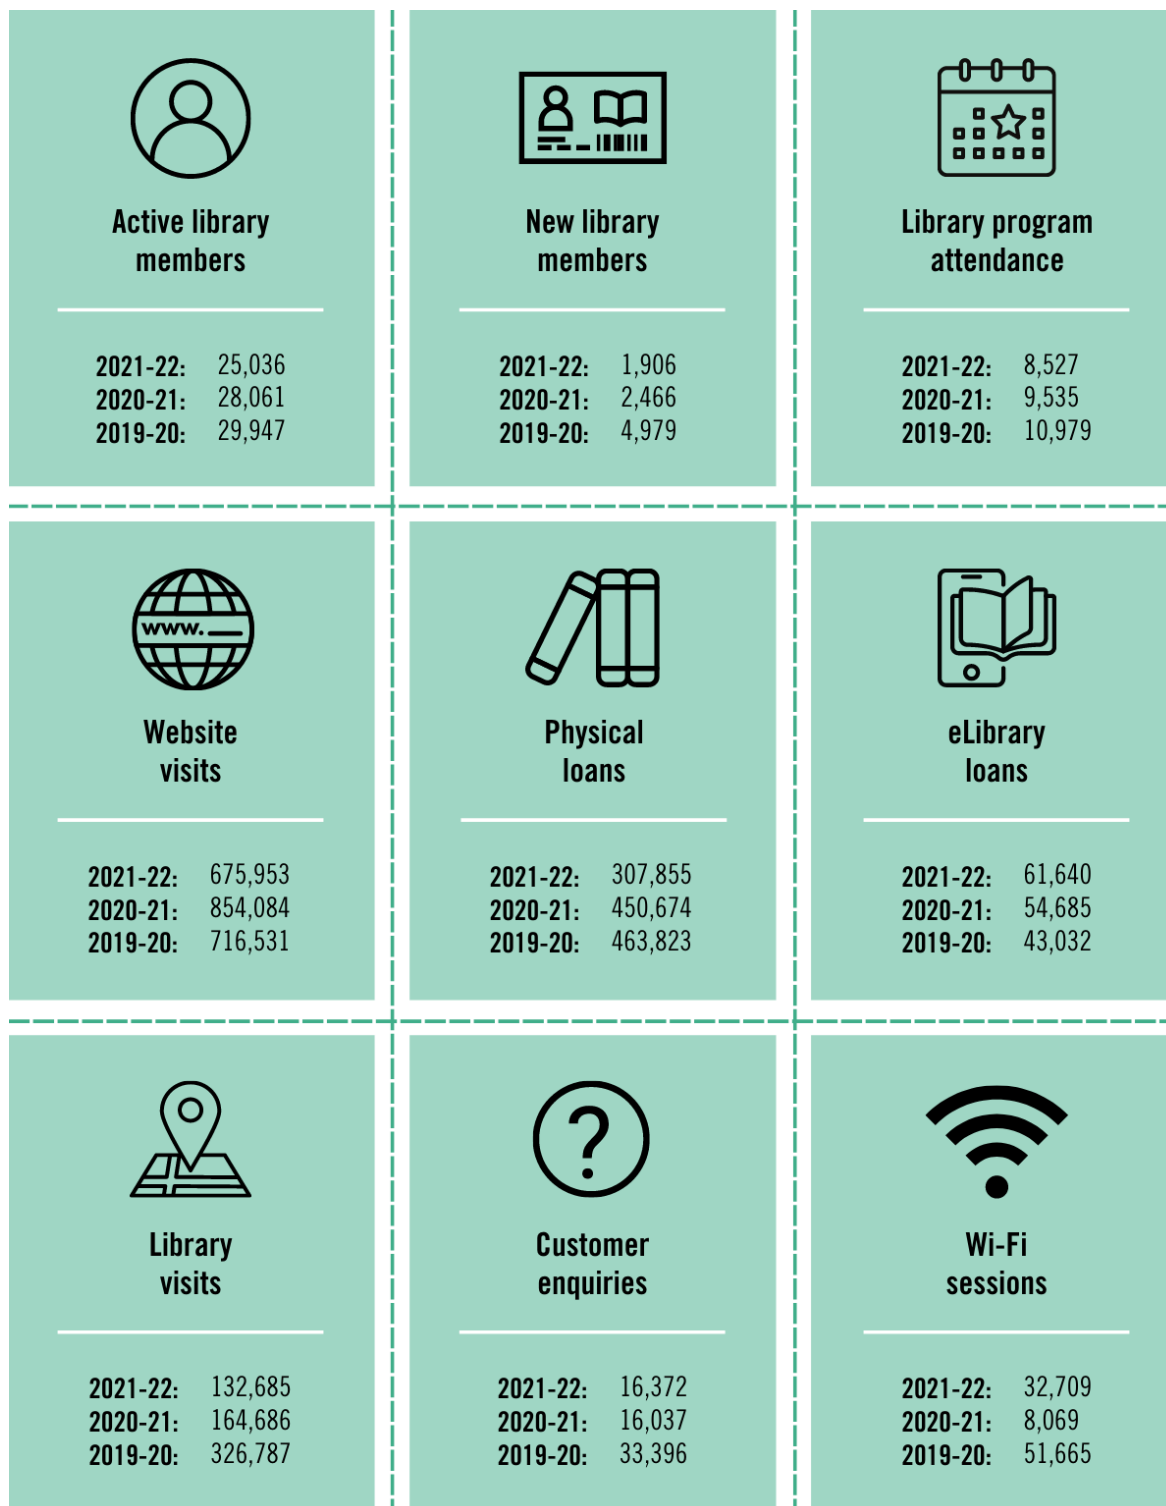 Active library
members
2021-22: 25,036
2020-21: 28,061
2019-20: 29,947
New library
members
2021-22: 1,906
2020-21: 2,466
2019-20: 4,979
Library program
attendance
2021-22: 8,527
2020-21: 9,535
2019-20: 10,979
www.
Website
visits
2021-22: 675,953
2020-21: 854,084
2019-20: 716,531
Physical
loans
2021-22: 307,855
2020-21: 450,674
2019-20: 463,823
eLibrary
loans
2021-22: 61,640
2020-21: 54,685
2019-20: 43,032
Library
visits
2021-22: 132,685
2020-21: 164,686
2019-20: 326,787
?
Customer
enquiries
2021-22: 16,372
2020-21: 16,037
2019-20: 33,396
Wi-Fi
sessions
2021-22: 32,709
2020-21: 8,069
2019-20: 51,665